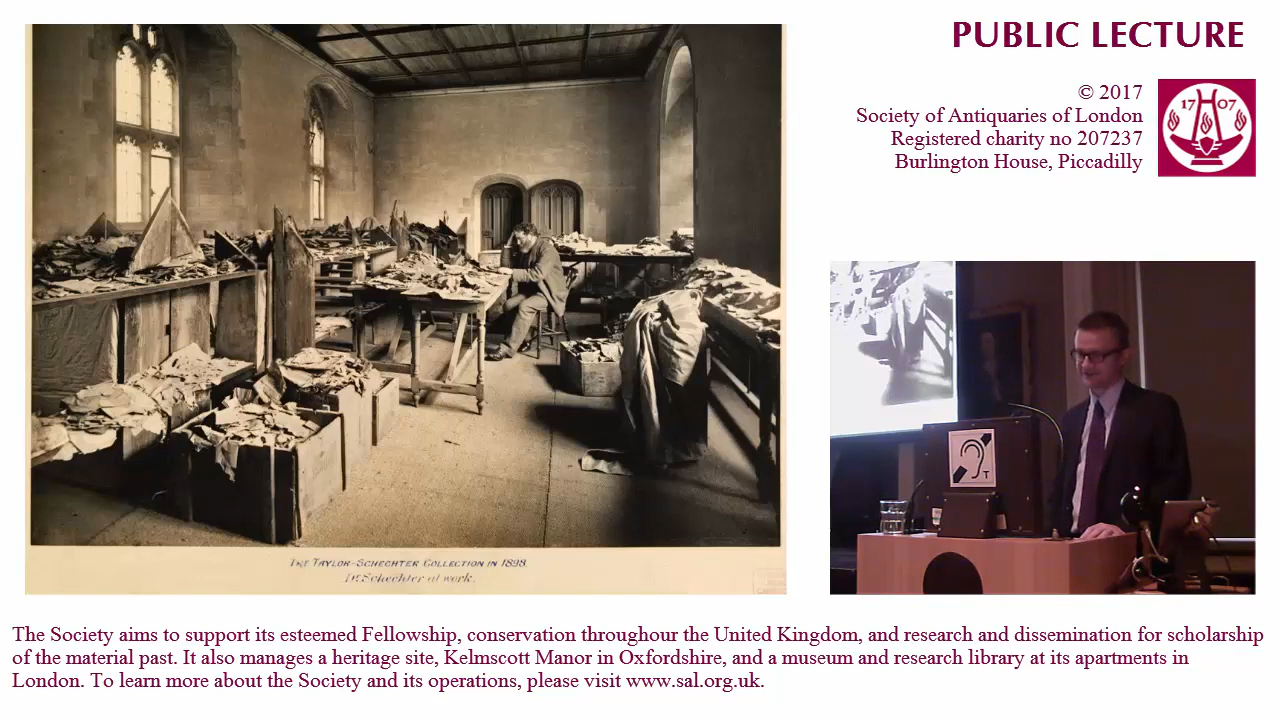 PUBLIC LECTURE
© 2017
Society of Antiquaries of London
Registered charity no 207237
Burlington House, Piccadilly
17 07
THE TAYLOR-SCHECHTER COLLECTION IN 1898.
Dr Schechter at work.
T
The Society aims to support its esteemed Fellowship, conservation throughour the United Kingdom, and research and dissemination for scholarship
of the material past. It also manages a heritage site, Kelmscott Manor in Oxfordshire, and a museum and research library at its apartments in
London. To learn more about the Society and its operations, please visit www.sal.org.uk.